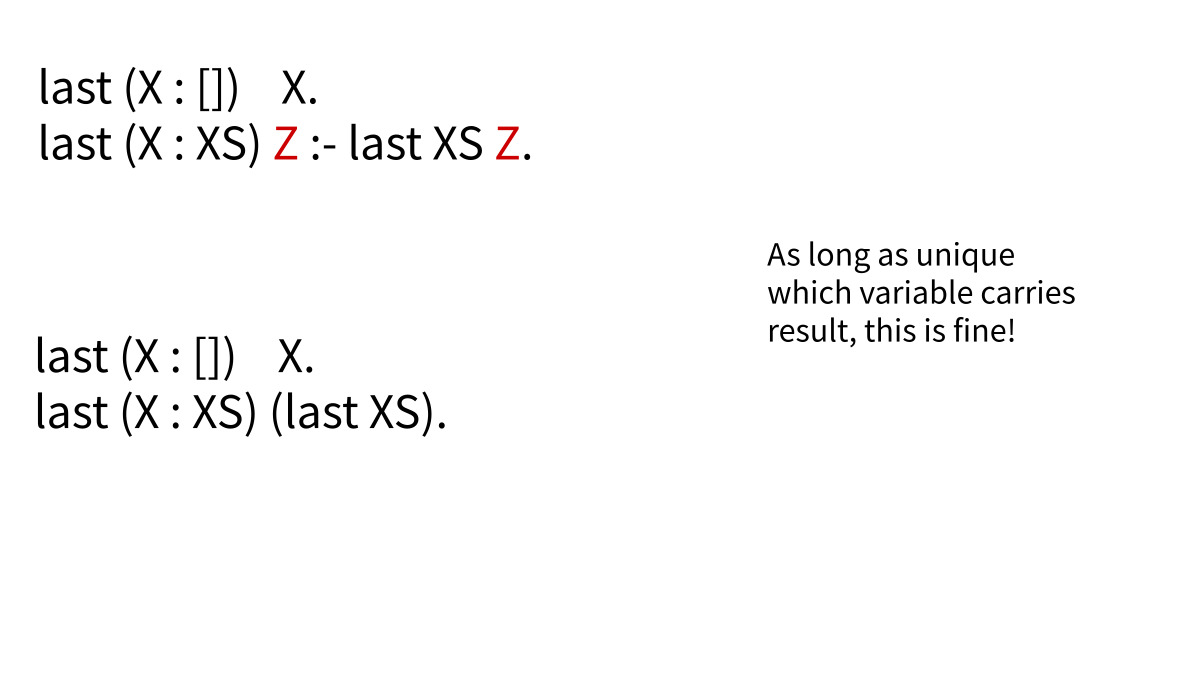 last (X : []) X.
last (X : XS) Z :- last XS Z.
As long as unique
which variable carries
result, this is fine!
last (X : []) X.
last (X : XS) (last XS).